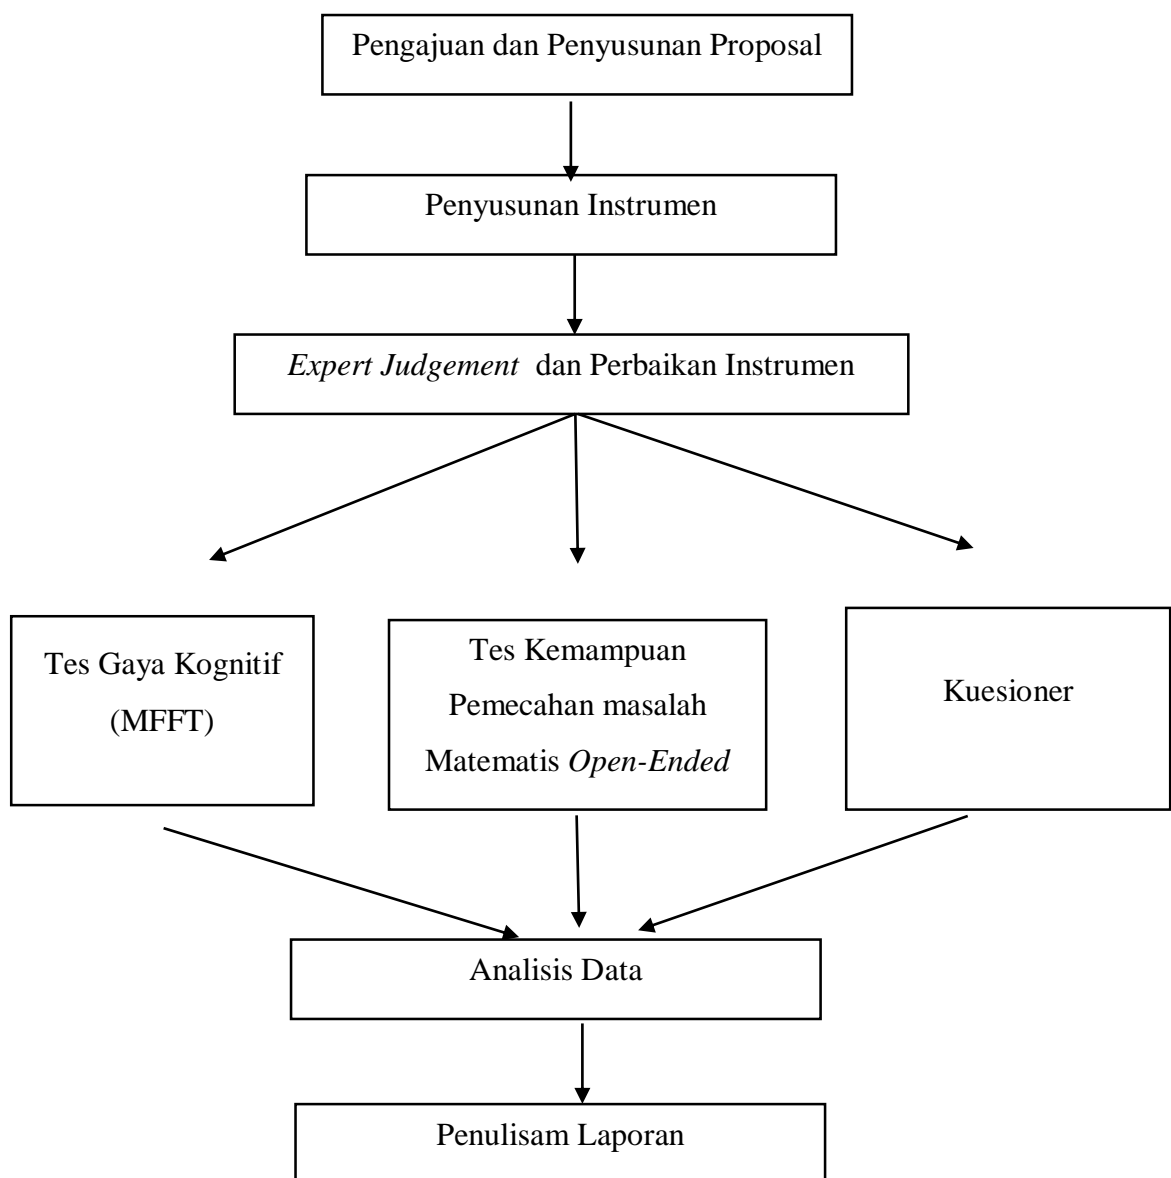 Pengajuan dan Penyusunan Proposal
Penyusunan Instrumen
Expert Judgement dan Perbaikan Instrumen
Tes Gaya Kognitif
(MFFT)
Tes Kemampuan
Pemecahan masalah
Matematis Open-Ended
Kuesioner
Analisis Data
Penulisam Laporan